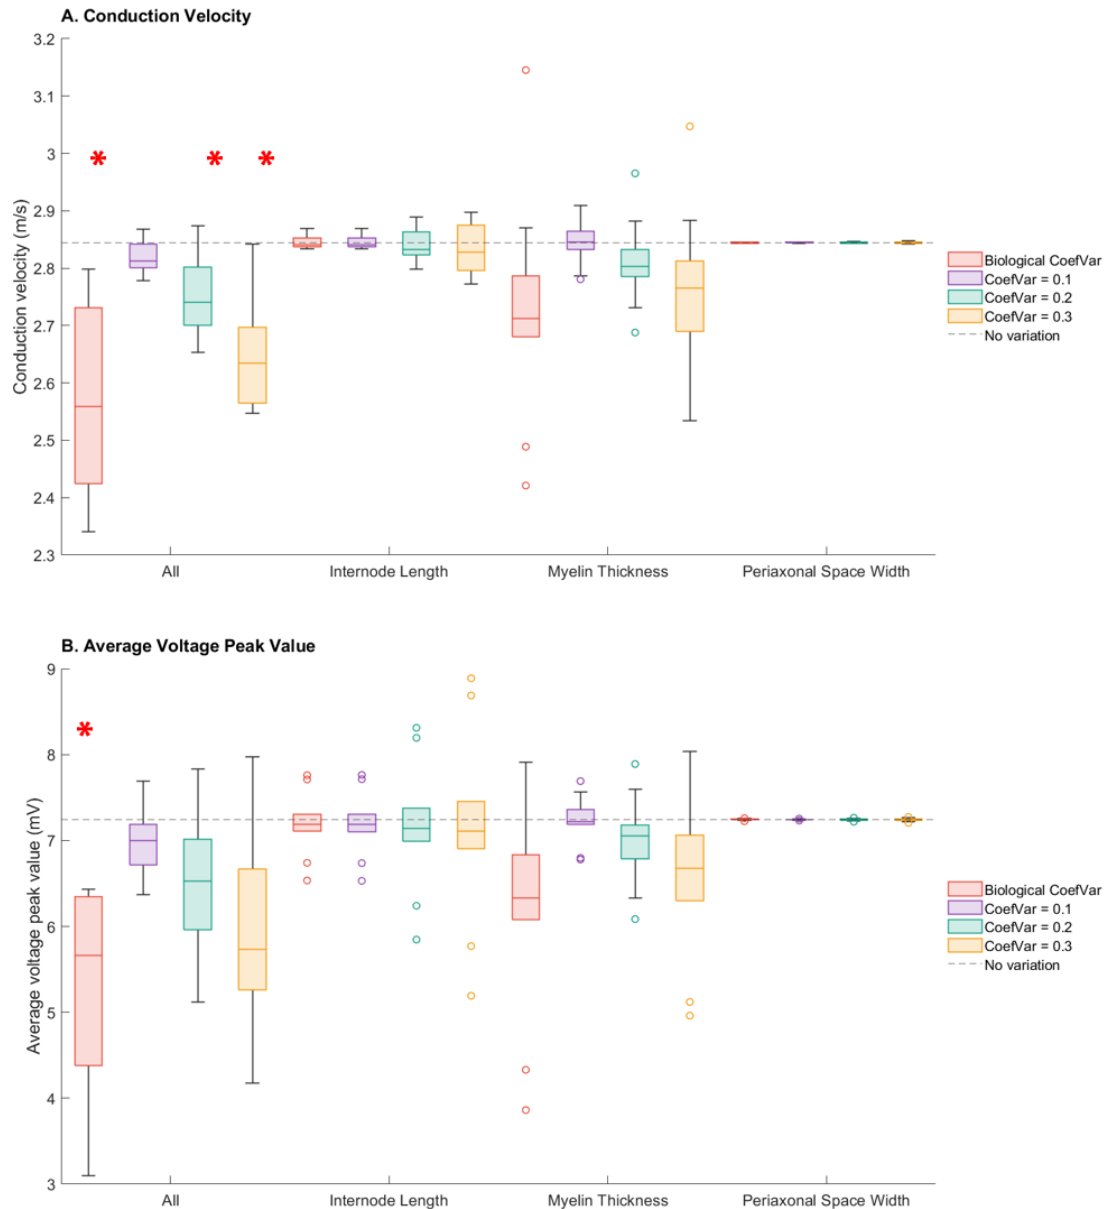 A. Conduction Velocity
3.2
3.1
3
2.9
2.8
2.7
2.6
2.5
2.4
2.3
Conduction velocity (m/s)
* * *
All Internode Length Myelin Thickness Periaxonal Space Width
Biological CoefVar
CoefVar = 0.1
CoefVar = 0.2
CoefVar = 0.3
No variation
B. Average Voltage Peak Value
9
8
7
6
5
4
3
Average voltage peak value (mV)
*
All Internode Length Myelin Thickness Periaxonal Space Width
Biological CoefVar
CoefVar = 0.1
CoefVar = 0.2
CoefVar = 0.3
No variation